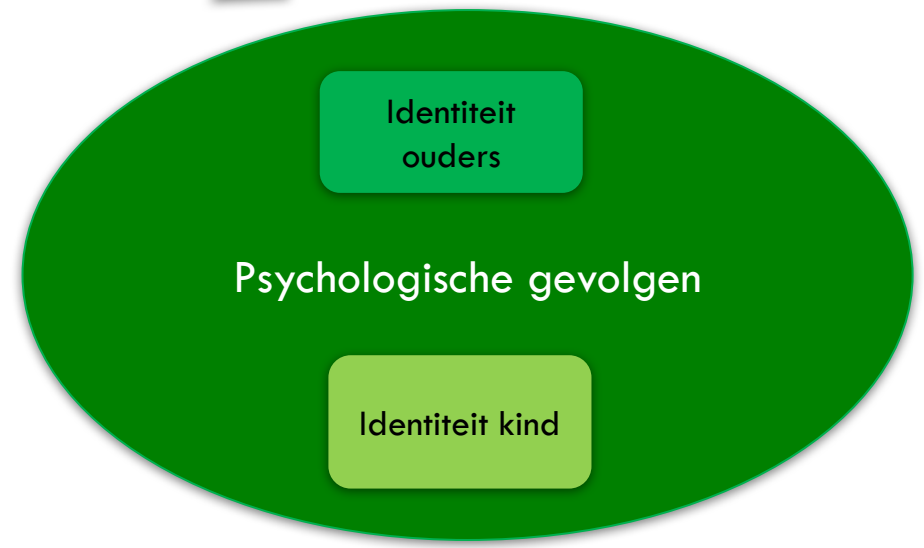 Identiteit
ouders
Psychologische gevolgen
Identiteit kind